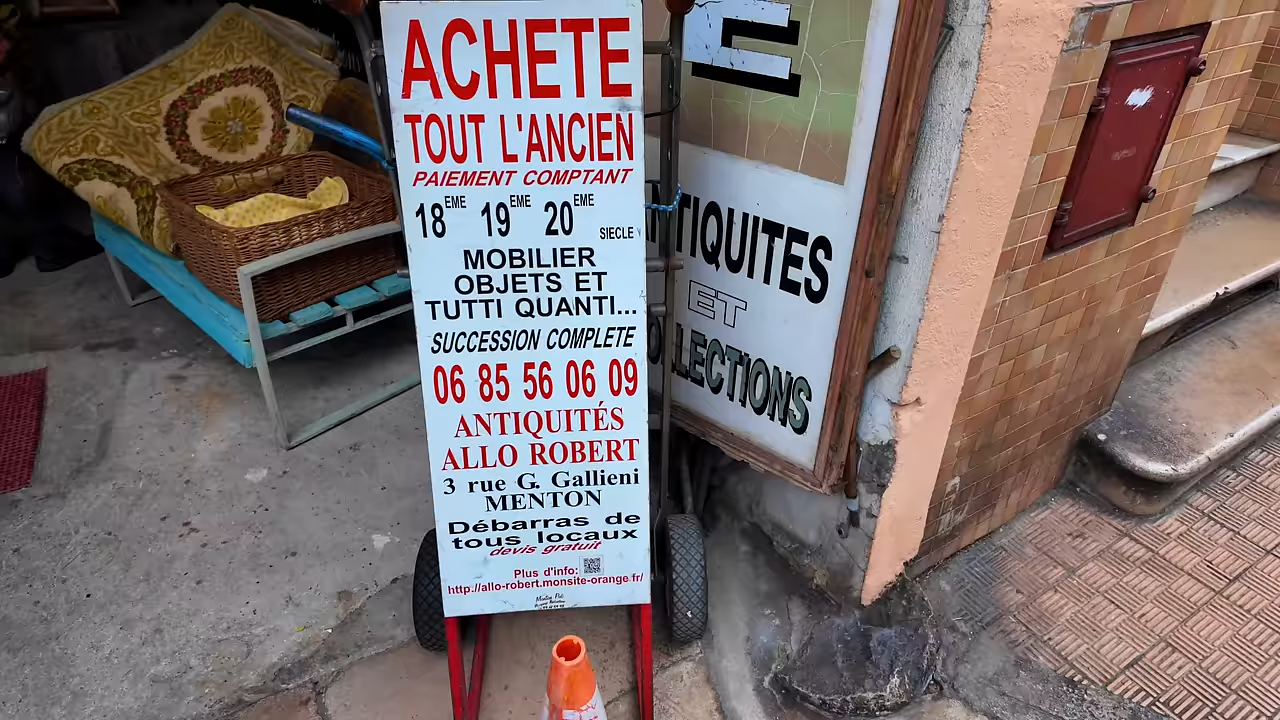 ACHETE
TOUT L'ANCIEN
PAIEMENT COMPTANT
18EME 19EME 20EME SIECLE
MOBILIER
OBJETS ET
TUTTI QUANTI...
SUCCESSION COMPLETE
06 85 56 06 09
ANTIQUITÉS
ALLO ROBERT
3 rue G. Gallieni
MENTON
Débarras de
tous locaux
devis gratuit
Plus d'info:
http://allo-robert.monsite-orange.fr/
E
NTIQUITES
ET
OLLECTIONS